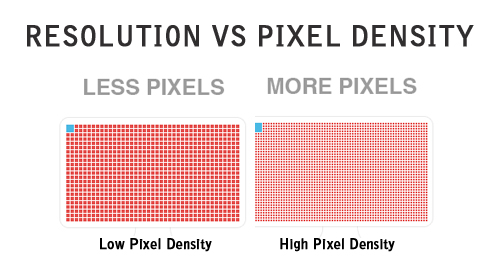 RESOLUTION VS PIXEL DENSITY
LESS PIXELS
MORE PIXELS
Low Pixel Density
High Pixel Density